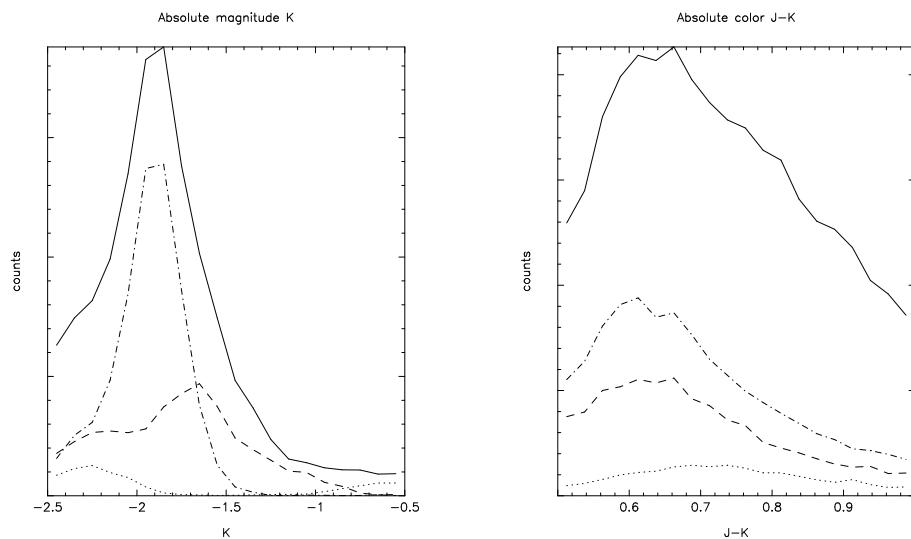 Absolute magnitude K
counts
−2.5 −2 −1.5 −1 −0.5
K
Absolute color J−K
counts
0.6 0.7 0.8 0.9
J−K